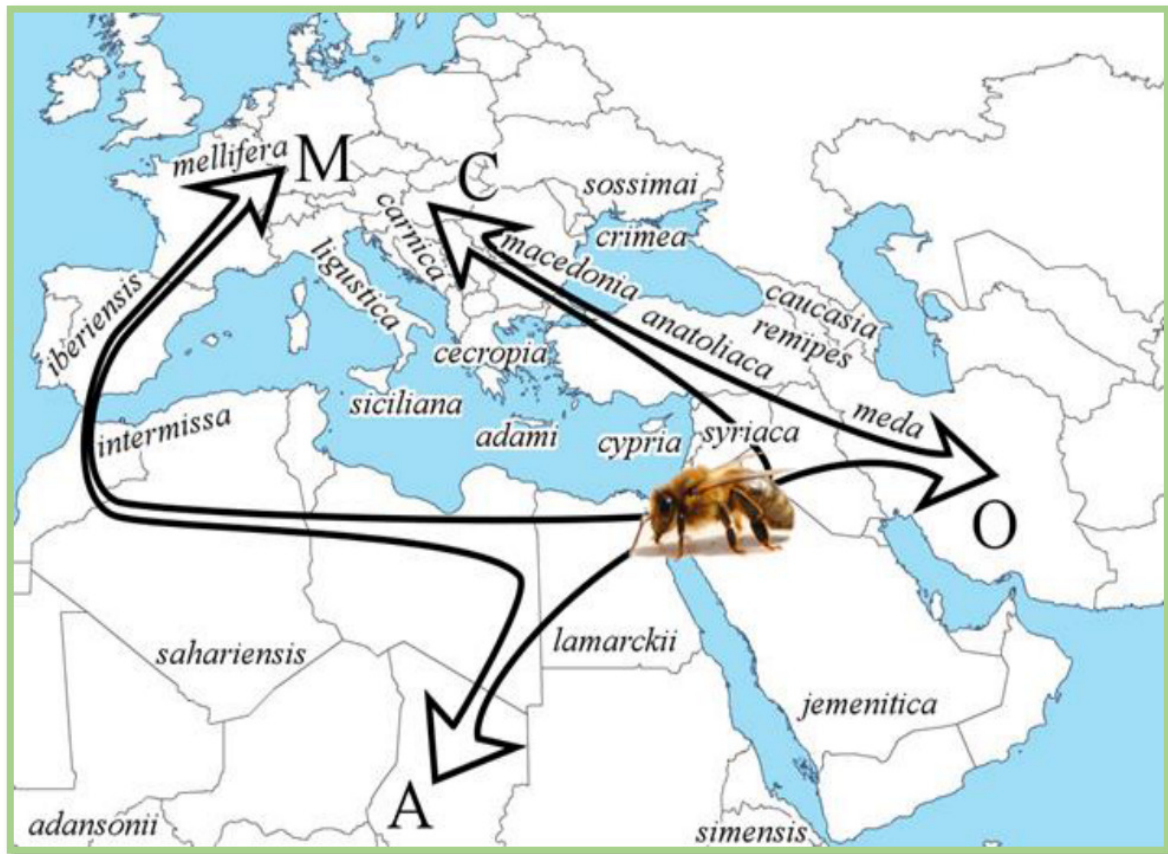 mellifera
M
C
sossimai
carnica
crimea
iberiensis
ligustica
macedonia
caucasia
anatoliaca
remipes
cecropia
siciliana
intermissa
adami
cypria
syriaca
meda
O
sahariensis
lamarckii
jemenitica
A
adansonii
simensis